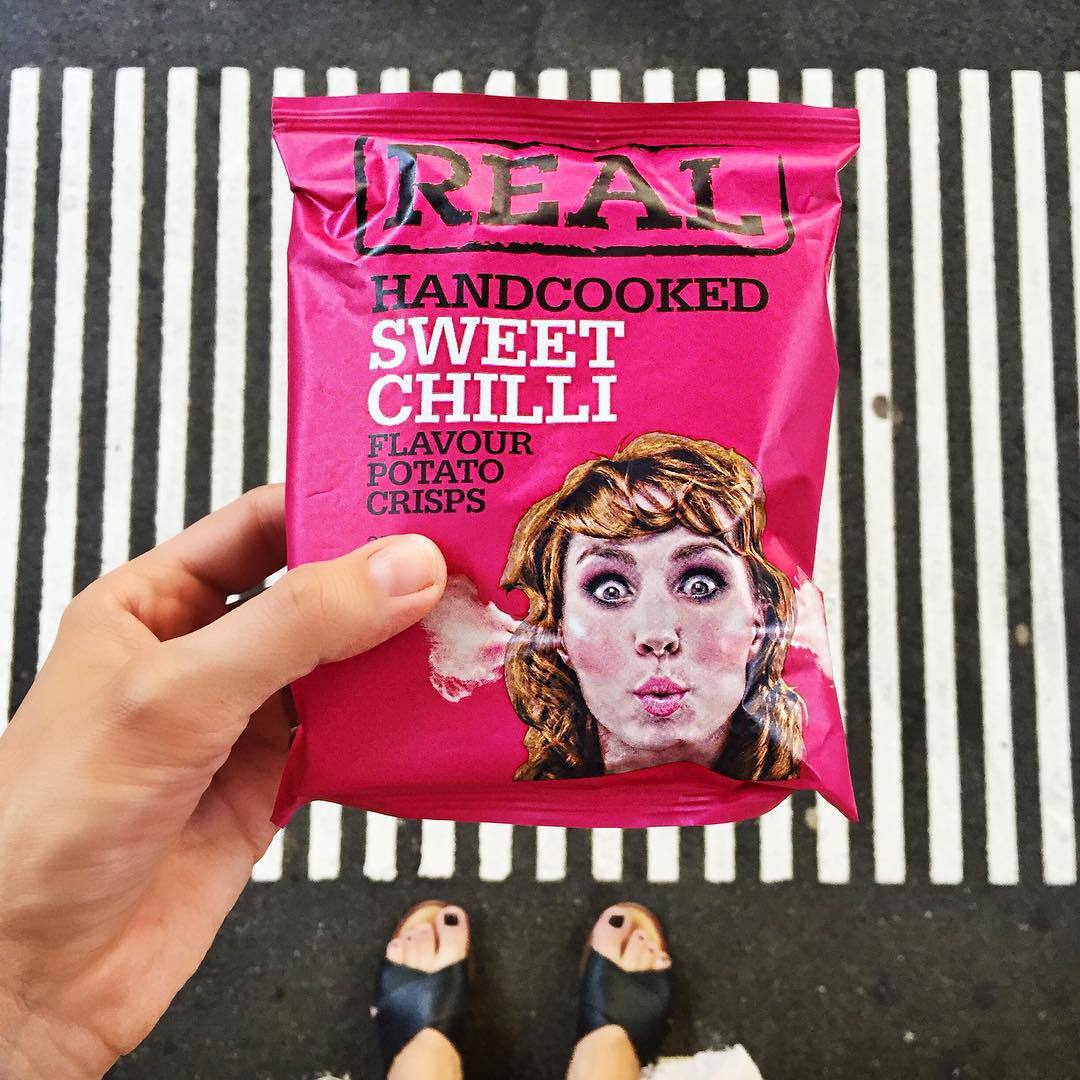 REAL
HANDCOOKED
SWEET
CHILLI
FLAVOUR
POTATO
CRISPS